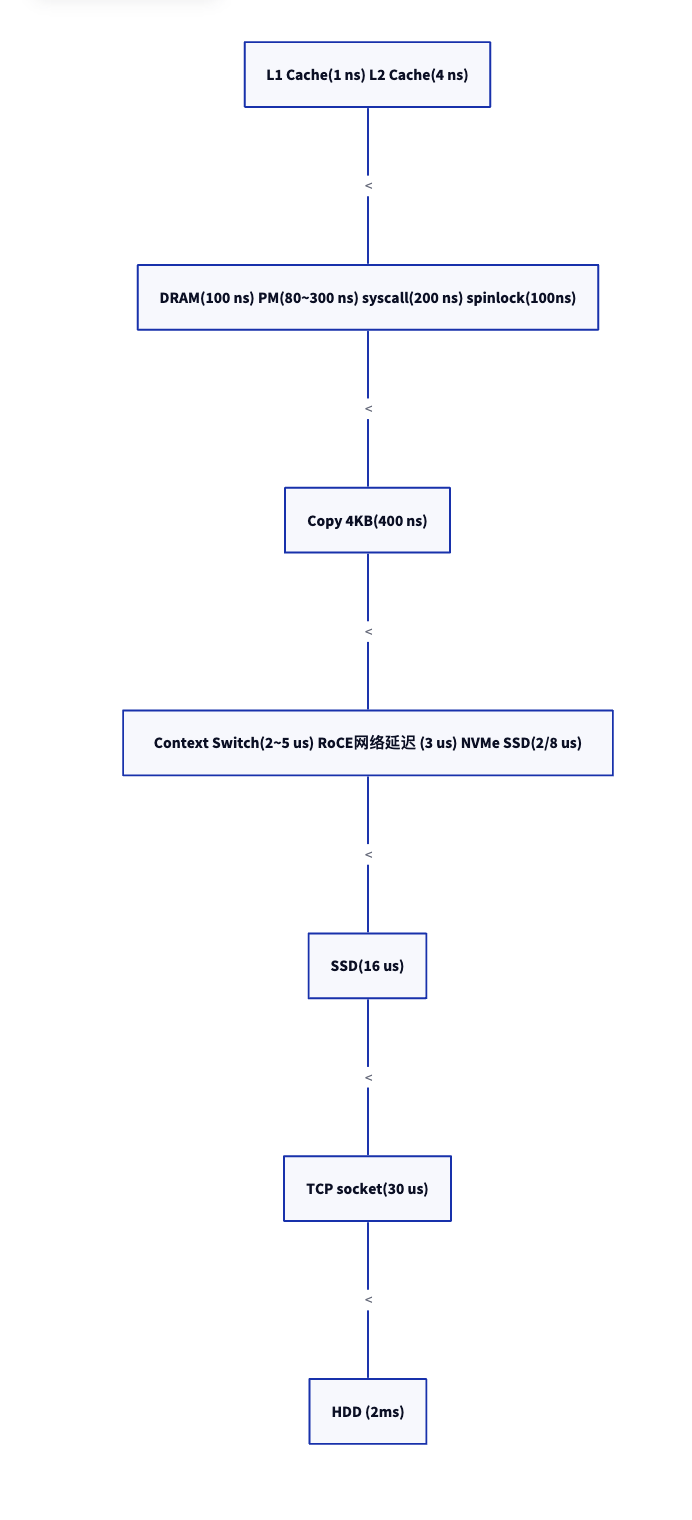 L1 Cache(1 ns) L2 Cache(4 ns)
<
DRAM(100 ns) PM(80~300 ns) syscall(200 ns) spinlock(100ns)
<
Copy 4KB(400 ns)
<
Context Switch(2~5 us) RoCE网络延迟 (3 us) NVMe SSD(2/8 us)
<
SSD(16 us)
<
TCP socket(30 us)
<
HDD (2ms)